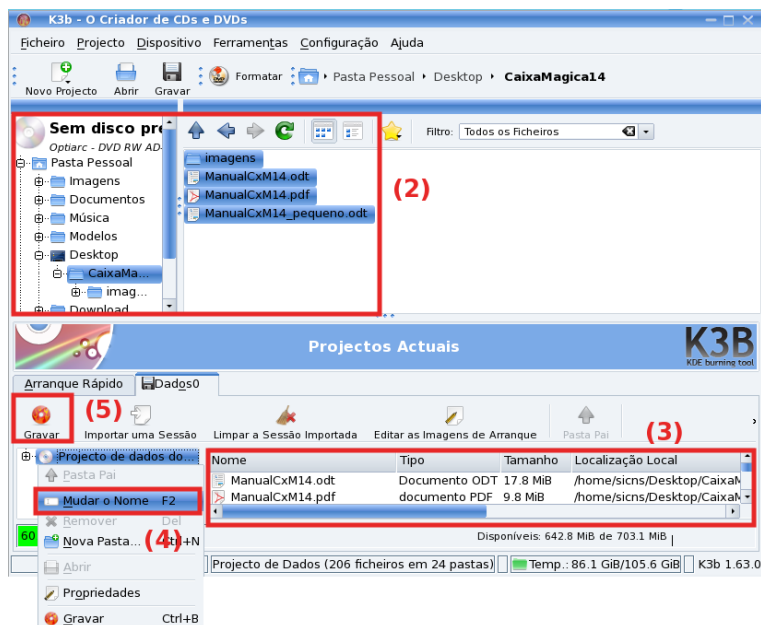 K3b - O Criador de CDs e DVDs
Ficheiro Projecto Dispositivo Ferramentas Configuração Ajuda
Novo Projecto Abrir Gravar Formatar Pasta Pessoal Desktop CaixaMagica14
Sem disco pre
Optiarc - DVD RW AD-
Filtro: Todos os Ficheiros
Pasta Pessoal
Imagens
Documentos
Música
Modelos
Desktop
CaixaMa...
imag...
Download
imagens
ManualCxM14.odt
ManualCxM14.pdf
ManualCxM14_pequeno.odt
(2)
Projectos Actuais
K3B
KDE burning tool
Arranque Rápido Dados0
(5)
Gravar Importar uma Sessão Limpar a Sessão Importada Editar as Imagens de Arranque Pasta Pai
(3)
Projecto de dados do...
Nome Tipo Tamanho Localização Local
ManualCxM14.odt Documento ODT 17.8 MiB /home/sicns/Desktop/CaixaM
ManualCxM14.pdf documento PDF 9.8 MiB /home/sicns/Desktop/CaixaM
Pasta Pai
Mudar o Nome F2
Remover Del
(4)
Nova Pasta... Ctrl+N
Abrir
Propriedades
Gravar Ctrl+B
60
Disponíveis: 642.8 MiB de 703.1 MiB
Projecto de Dados (206 ficheiros em 24 pastas) Temp.: 86.1 GiB/105.6 GiB K3b 1.63.0